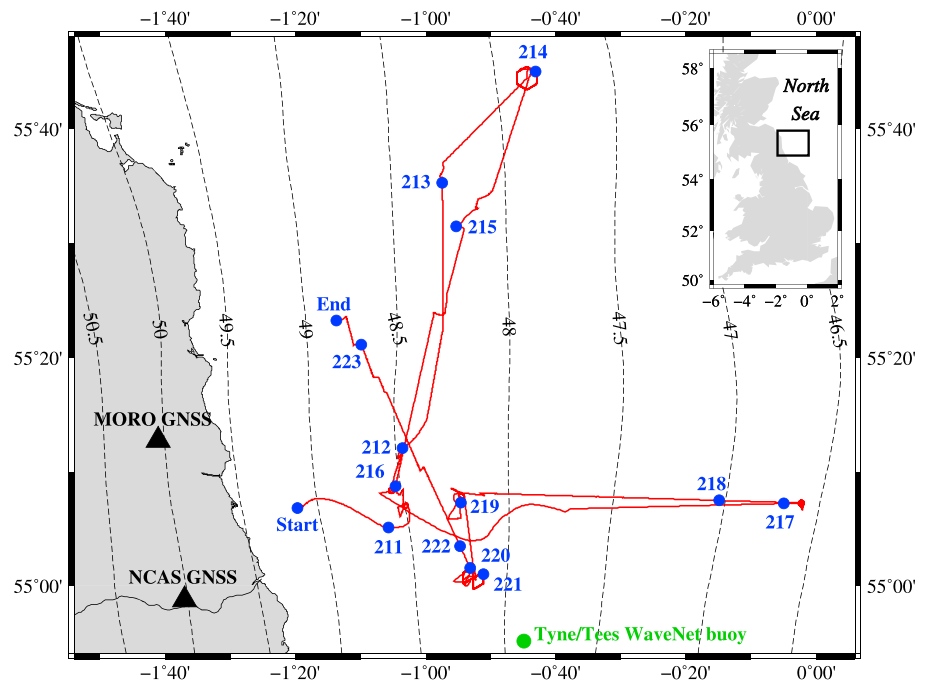 −1˚40' −1˚20' −1˚00' −0˚40' −0˚20' 0˚00'
214
58˚
North
Sea
56˚
55˚40'
55˚40'
54˚
213
215
52˚
50˚
−6˚ −4˚ −2˚ 0˚ 2˚
End
50.5 50 49.5 49 48.5 48 47.5 47 46.5
223
55˚20'
55˚20'
MORO GNSS
212
216
218
219
Start
211
217
222
220
NCAS GNSS
221
55˚00'
55˚00'
Tyne/Tees WaveNet buoy
−1˚40' −1˚20' −1˚00' −0˚40' −0˚20' 0˚00'